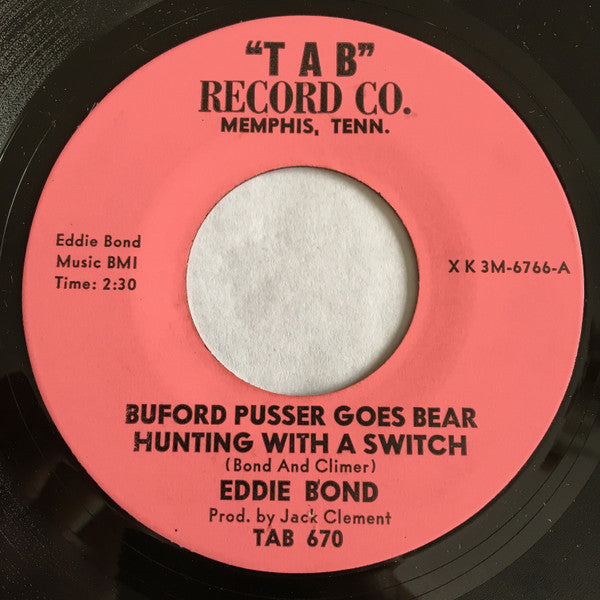 "T A B"
RECORD CO.
MEMPHIS, TENN.
Eddie Bond
Music BMI
Time: 2:30
X K 3M-6766-A
BUFORD PUSSER GOES BEAR
HUNTING WITH A SWITCH
(Bond And Climer)
EDDIE BOND
Prod. by Jack Clement
TAB 670